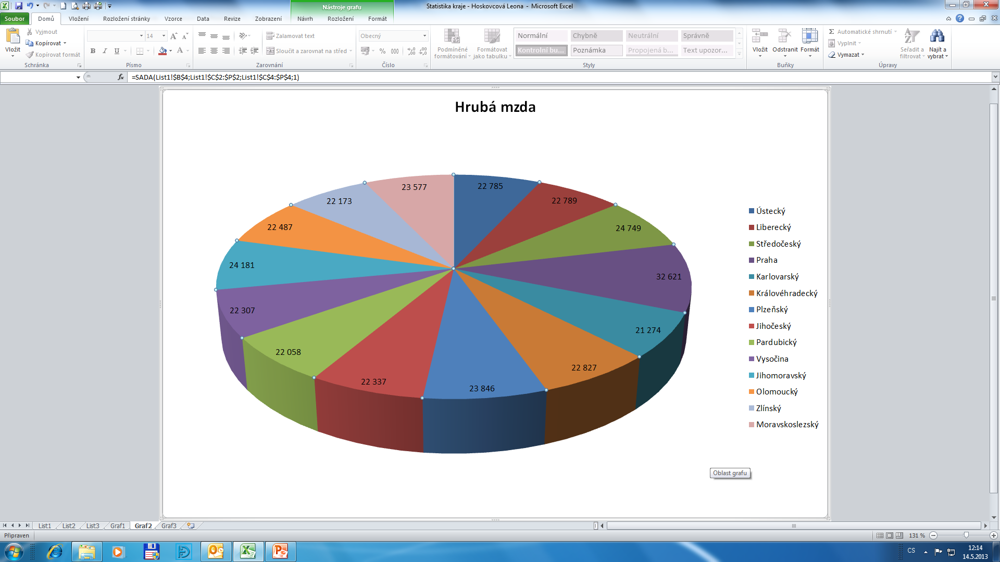 Nástroje grafu
Statistika kraje - Hoskovcová Leona - Microsoft Excel
Soubor Domů Vložení Rozložení stránky Vzorce Data Revize Zobrazení Návrh Rozložení Formát
Vložit
Vyjmout
Kopírovat
Kopírovat formát
Schránka
14
B I U
A
Písmo
Zalamovat text
Sloučit a zarovnat na střed
Zarovnání
Obecný
% 000
Číslo
Podmíněné formátování
Formátovat jako tabulku
Normální Chybně Neutrální Správně
Kontrolní bu... Poznámka Propojená b... Text upozor...
Styly
Vložit Odstranit Formát
Buňky
Σ Automatické shrnutí
Vyplnit
Vymazat
Seřadit a filtrovat
Najít a vybrat
Úpravy
fx =SADA(List1!$B$4;List1!$C$2:$P$2;List1!$C$4:$P$4;1)
Hrubá mzda
23 577
22 785
22 173
22 789
22 487
24 749
24 181
32 621
22 307
21 274
22 058
22 827
22 337
23 846
Ústecký
Liberecký
Středočeský
Praha
Karlovarský
Královéhradecký
Plzeňský
Jihočeský
Pardubický
Vysočina
Jihomoravský
Olomoucký
Zlínský
Moravskoslezský
Oblast grafu
List1 List2 List3 Graf1 Graf2 Graf3
Připraven
131 %
CS
12:14
14.5.2013